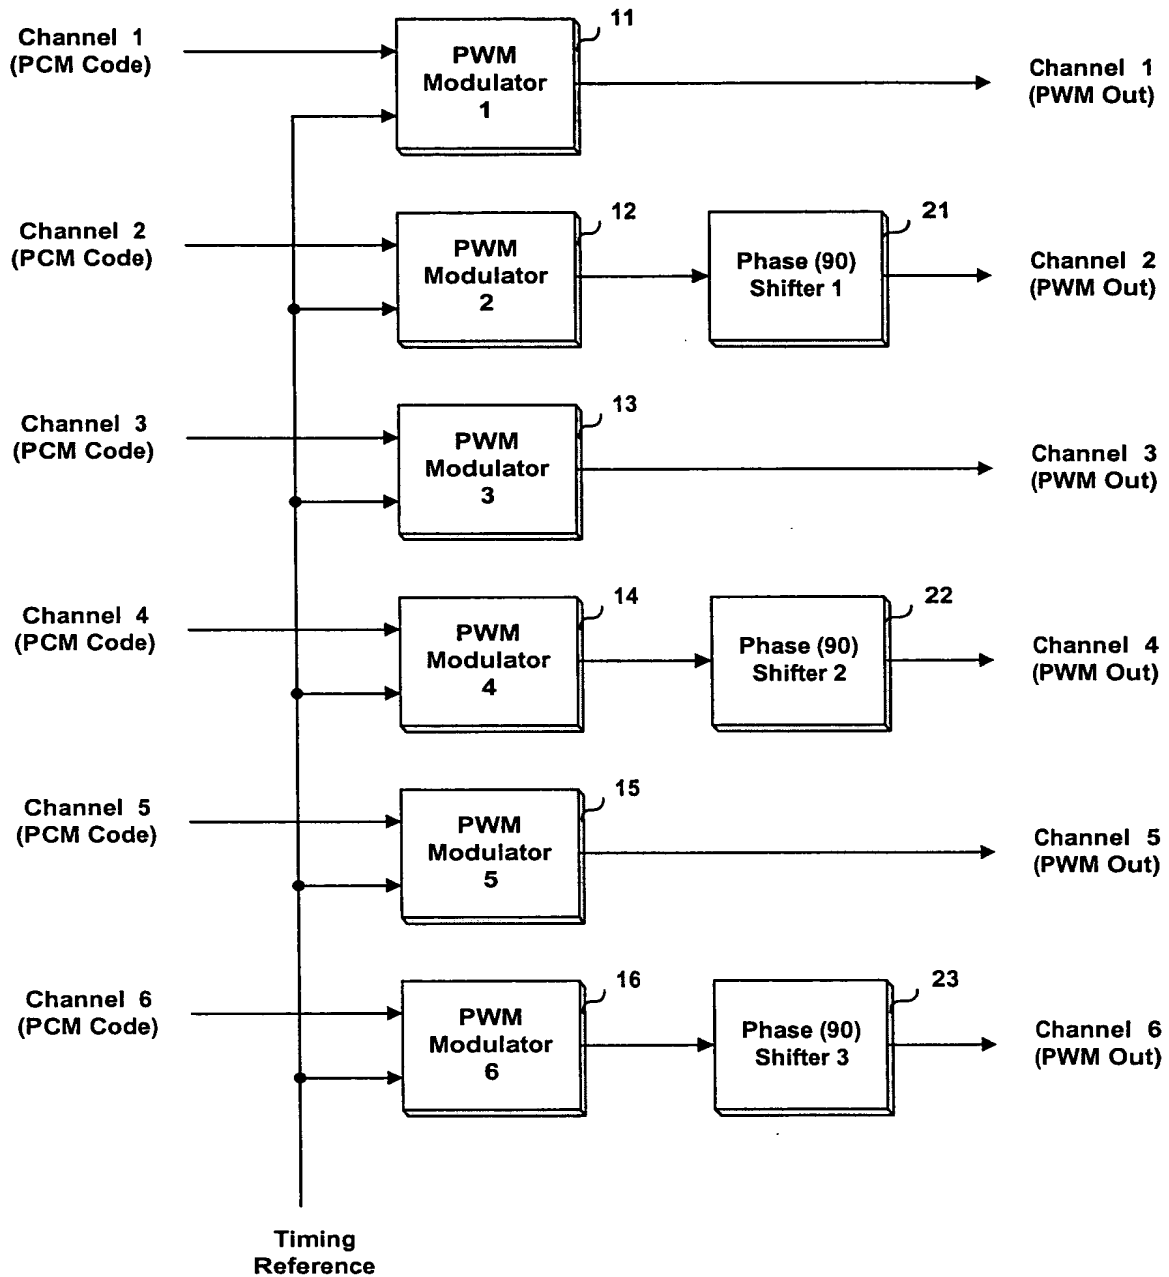 Channel 1
(PCM Code)
PWM
Modulator
1
11
Channel 1
(PWM Out)
Channel 2
(PCM Code)
PWM
Modulator
2
12
Phase (90)
Shifter 1
21
Channel 2
(PWM Out)
Channel 3
(PCM Code)
PWM
Modulator
3
13
Channel 3
(PWM Out)
Channel 4
(PCM Code)
PWM
Modulator
4
14
Phase (90)
Shifter 2
22
Channel 4
(PWM Out)
Channel 5
(PCM Code)
PWM
Modulator
5
15
Channel 5
(PWM Out)
Channel 6
(PCM Code)
PWM
Modulator
6
16
Phase (90)
Shifter 3
23
Channel 6
(PWM Out)
Timing
Reference